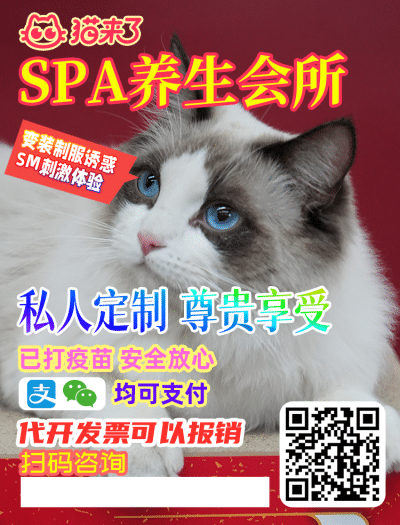 猫来了
SPA养生会所
变装制服诱惑
SM刺激体验
私人定制 尊贵享受
已打疫苗 安全放心
支 均可支付
代开发票可以报销
扫码咨询